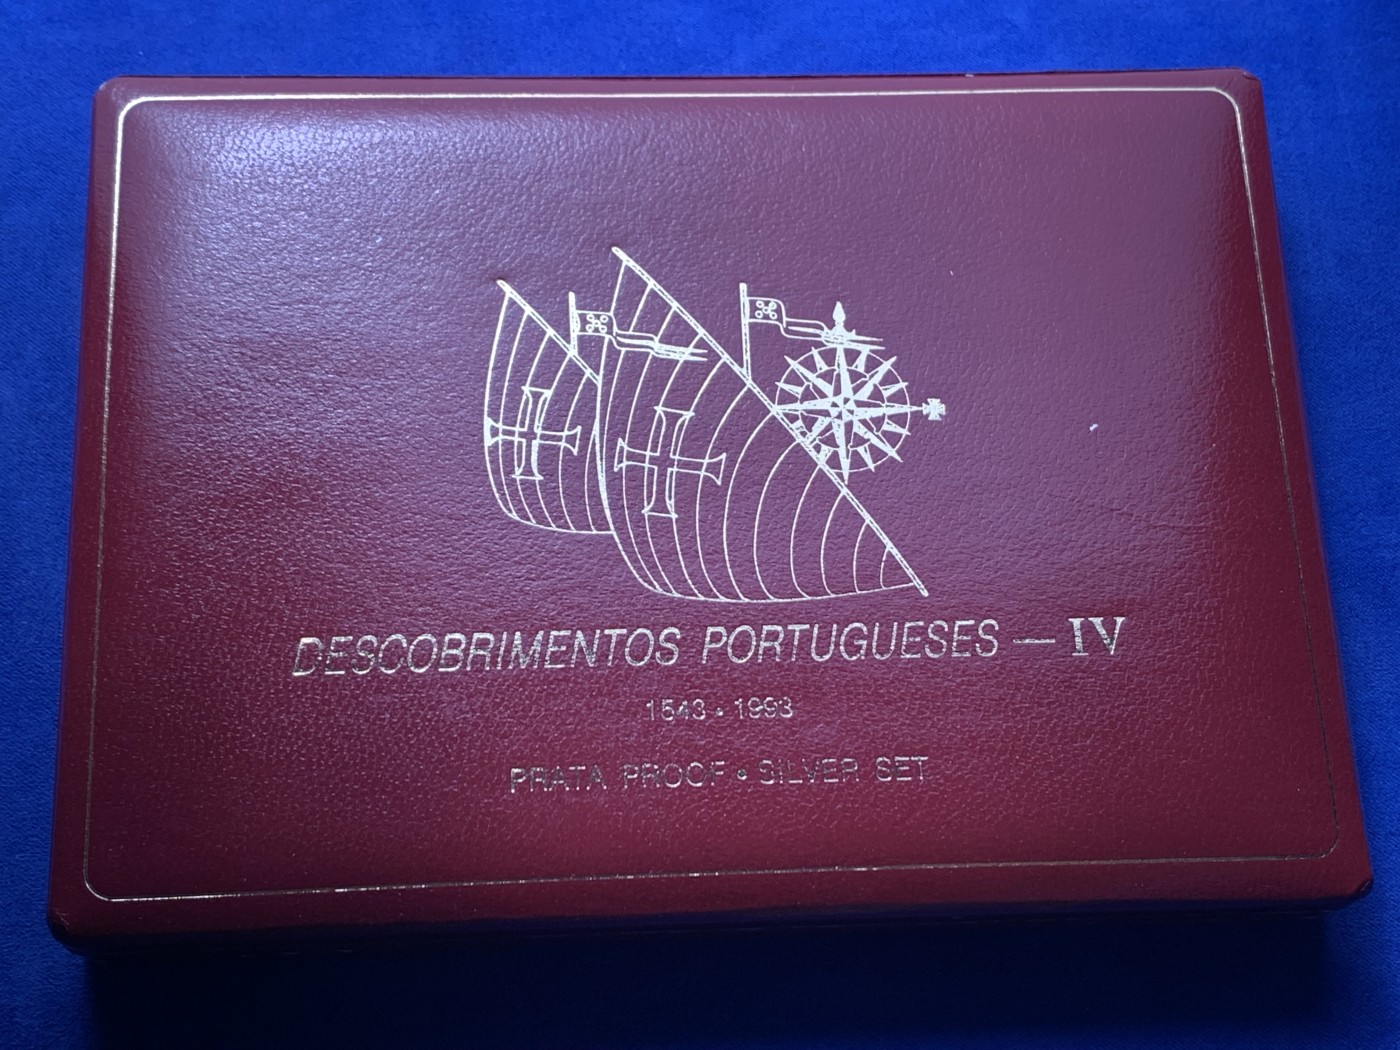 DESCOBRIMENTOS PORTUGUESES — IV
1543 • 1993
PRATA PROOF • SILVER SET